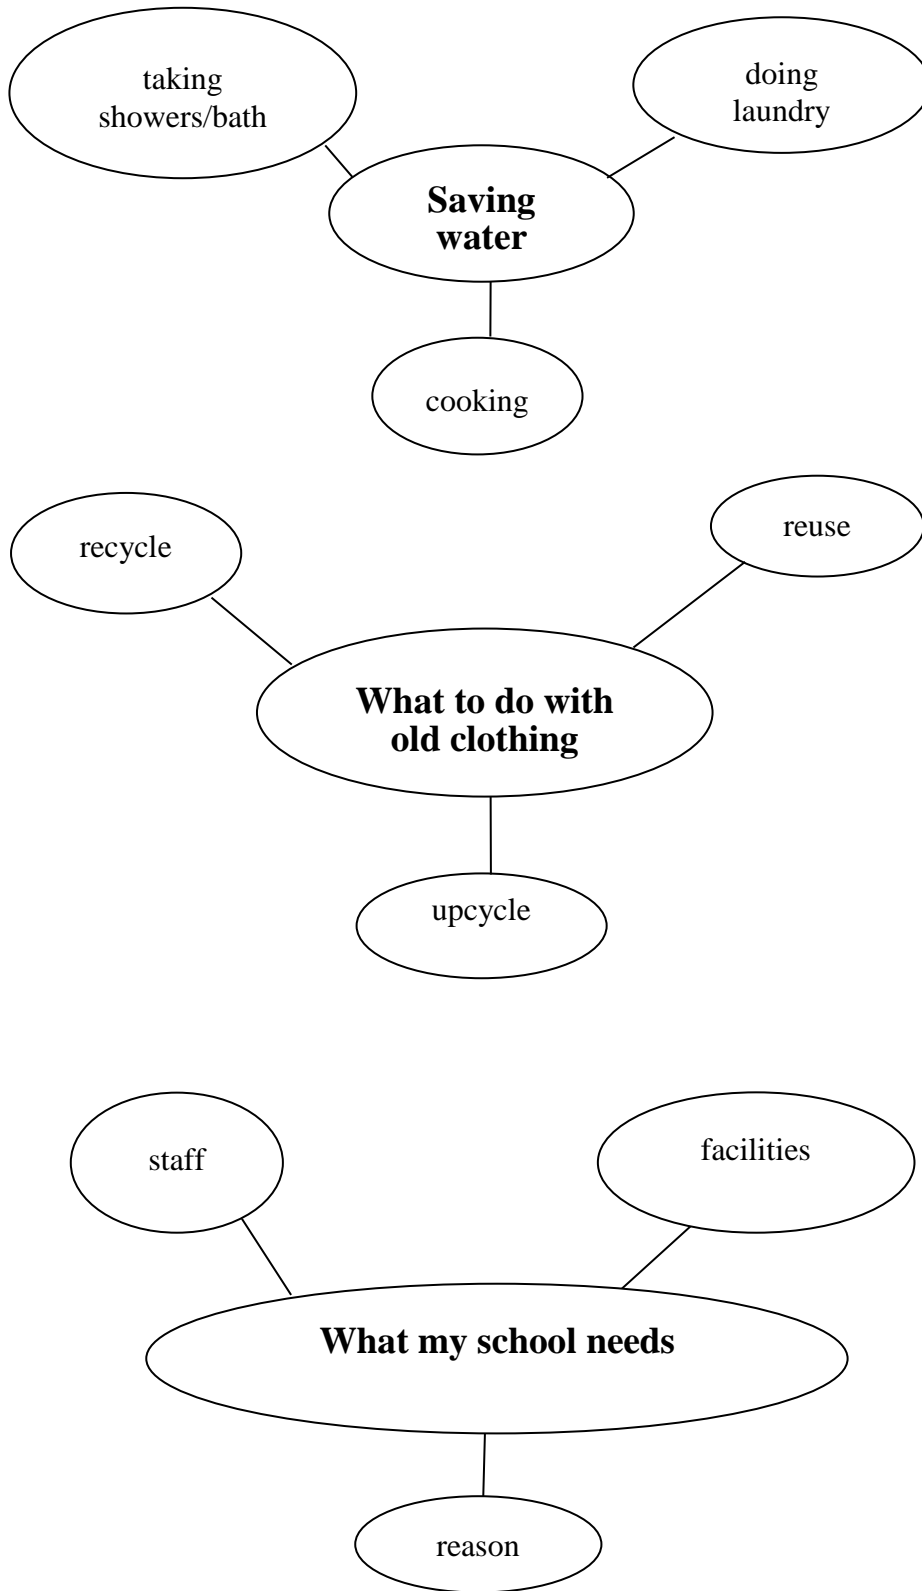 taking
showers/bath
doing
laundry
Saving
water
cooking
recycle
reuse
What to do with
old clothing
upcycle
staff
facilities
What my school needs
reason